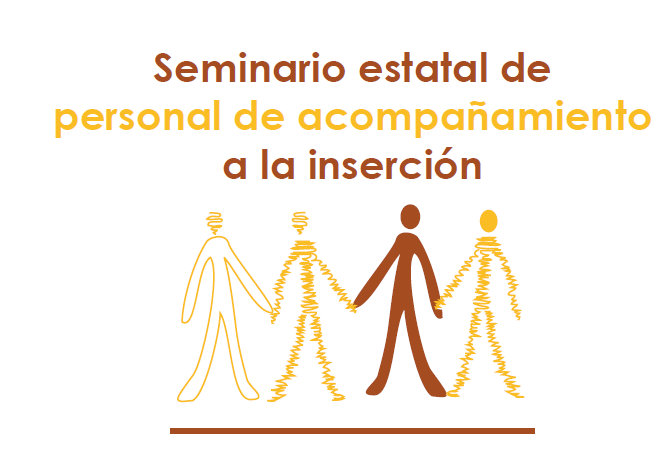 Seminario estatal de
personal de acompañamiento
a la inserción